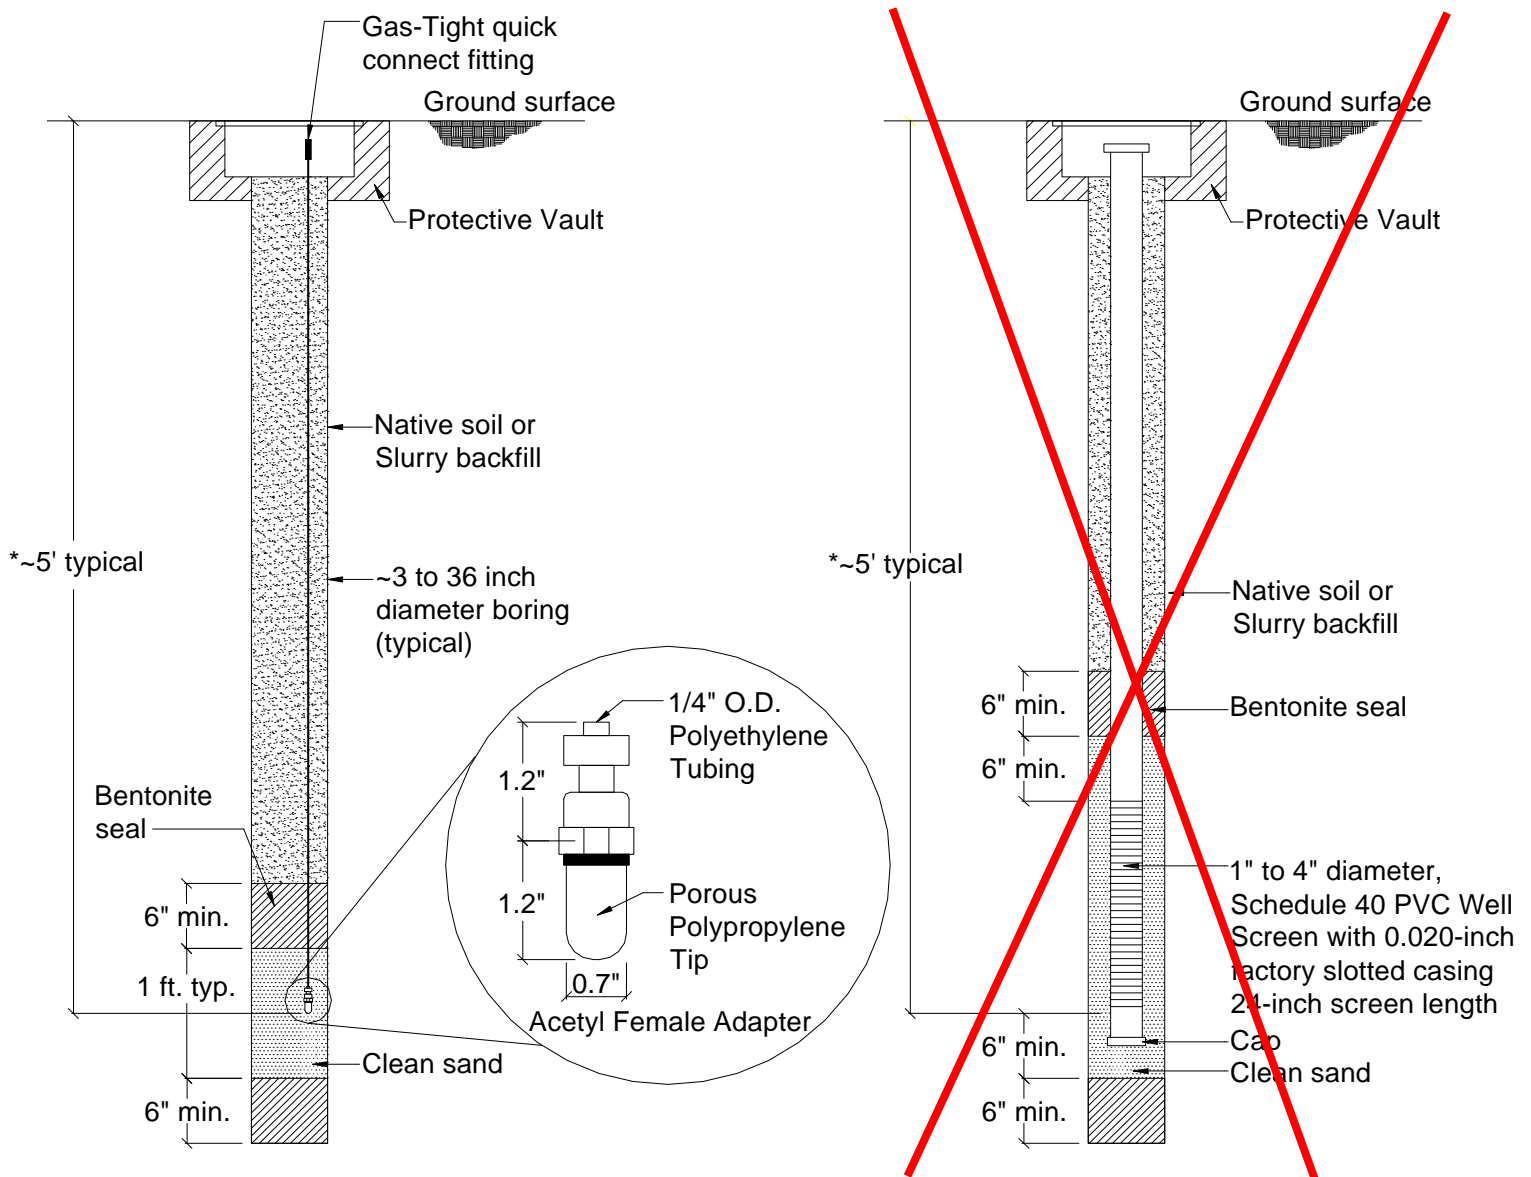 Gas-Tight quick
connect fitting
Ground surface
Protective Vault
Native soil or
Slurry backfill
*~5' typical
~3 to 36 inch
diameter boring
(typical)
1/4" O.D.
Polyethylene
Tubing
1.2"
Bentonite
seal
1.2"
Porous
Polypropylene
Tip
6" min.
1 ft. typ.
0.7"
Acetyl Female Adapter
Clean sand
6" min.
Ground surface
Protective Vault
*~5' typical
Native soil or
Slurry backfill
6" min.
Bentonite seal
6" min.
1" to 4" diameter,
Schedule 40 PVC Well
Screen with 0.020-inch
factory slotted casing
24-inch screen length
6" min.
Cap
Clean sand
6" min.